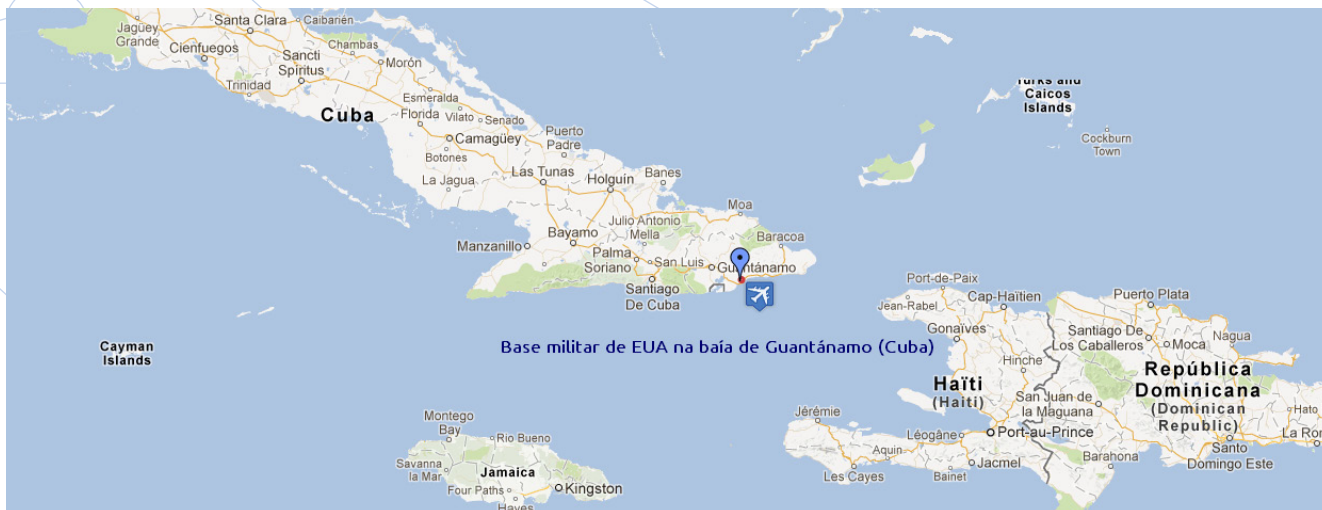 Jagüey
Grande
Santa Clara
Caibarién
Cienfuegos
Chambas
Sancti
Spiritus
Morón
Trinidad
Esmeralda
Cuba
Florida
Vilato
Senado
Camagüey
Puerto
Padre
Botones
La Jagua
Las Tunas
Holguín
Banes
Julio Antonio
Mella
Moa
Manzanillo
Bayamo
Baracoa
Palma
Soriano
San Luis
Guantánamo
Santiago
De Cuba
Turks and
Caicos
Islands
Cockburn
Town
Cayman
Islands
Base militar de EUA na baía de Guantánamo (Cuba)
Port-de-Paix
Jean-Rabel
Cap-Haïtien
Puerto Plata
Gonaïves
Santiago De
Los Caballeros
Moca
Nagua
Hinche
Haïti
(Haiti)
República
Dominicana
(Dominican
Republic)
San Juan de
la Maguana
Hato
Montego
Bay
Rio Bueno
Jérémie
Léogâne
Port-au-Prince
La Ro
Savanna
la Mar
Jamaica
Aquin
Jacmel
Barahona
Santo
Domingo Este
Four Paths
Kingston
Les Cayes
Bainet
Hayes